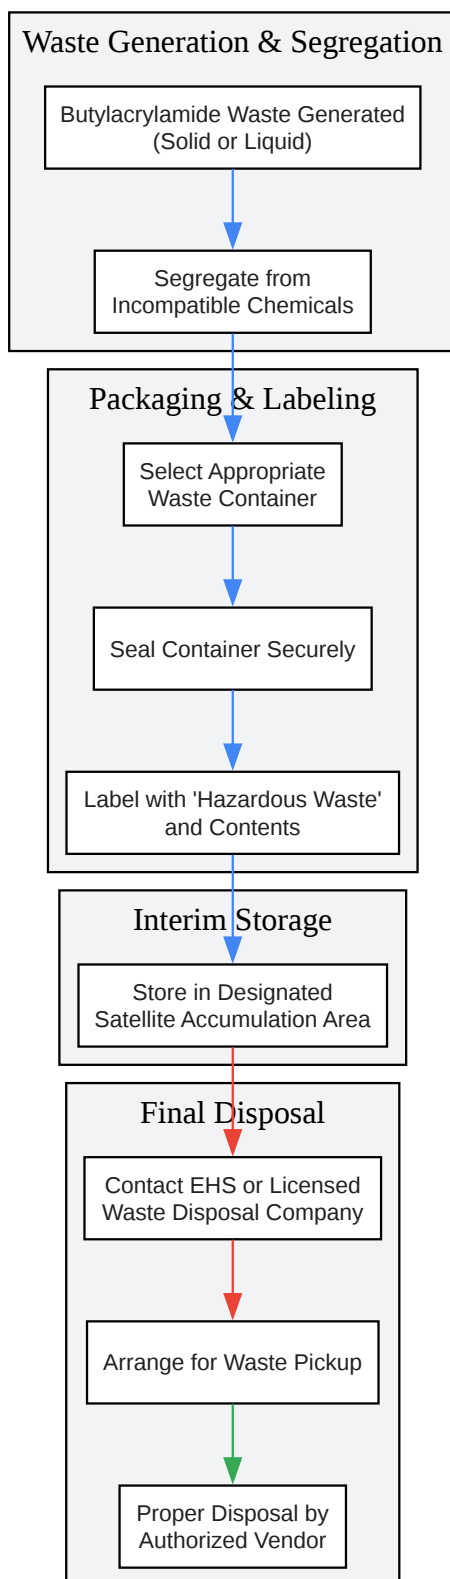 Waste Generation & Segregation
Butylacrylamide Waste Generated
(Solid or Liquid)
Segregate from
Incompatible Chemicals
Packaging & Labeling
Select Appropriate
Waste Container
Seal Container Securely
Label with 'Hazardous Waste'
and Contents
Interim Storage
Store in Designated
Satellite Accumulation Area
Final Disposal
Contact EHS or Licensed
Waste Disposal Company
Arrange for Waste Pickup
Proper Disposal by
Authorized Vendor